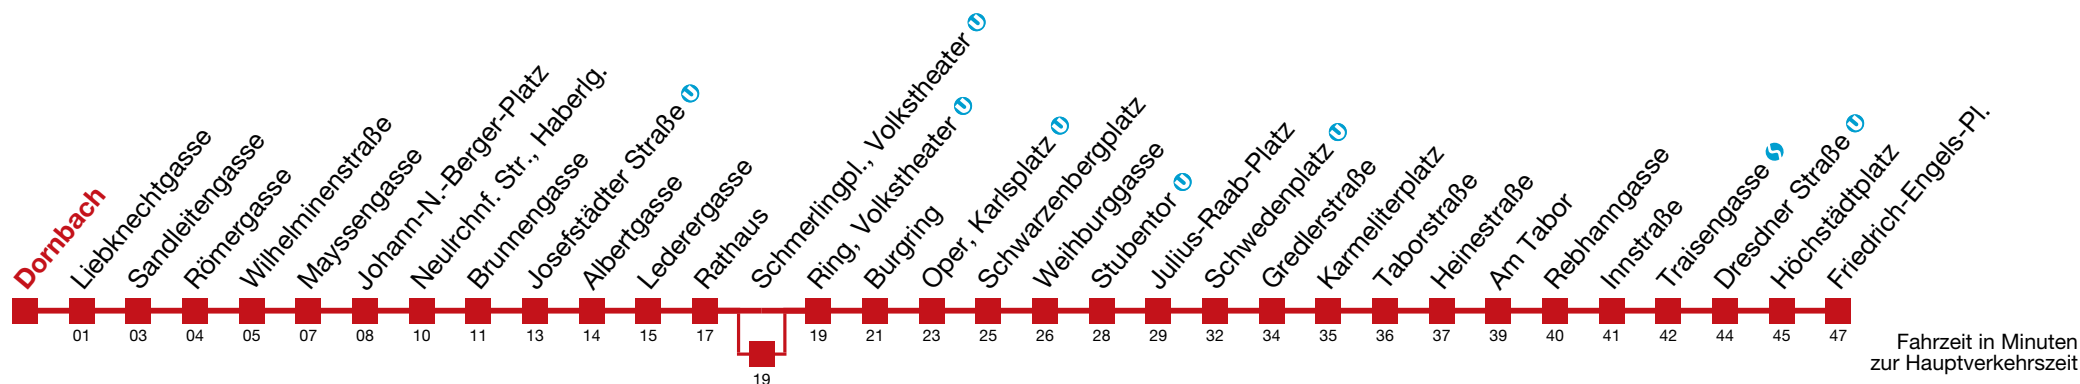 Dornbach
Liebknechtgasse
Sandleitengasse
Römergasse
Wilhelminenstraße
Mayssengasse
Johann-N.-Berger-Platz
Neulrchnf. Str., Haberlg.
Brunnengasse
Josefstädter Straße U
Albertgasse
Lederergasse
Rathaus
Schmerlingpl., Volkstheater U
Ring, Volkstheater U
Burgring
Oper, Karlsplatz U
Schwarzenbergplatz
Weihburggasse
Stubentor U
Julius-Raab-Platz
Schwedenplatz U
Gredlerstraße
Karmeliterplatz
Taborstraße
Heinestraße
Am Tabor
Rebhanngasse
Innstraße
Traisengasse S
Dresdner Straße U
Höchstädtplatz
Friedrich-Engels-Pl.
01 03 04 05 07 08 10 11 13 14 15 17 19 21 23 25 26 28 29 32 34 35 36 37 39 40 41 42 44 45 47
19
Fahrzeit in Minuten
zur Hauptverkehrszeit